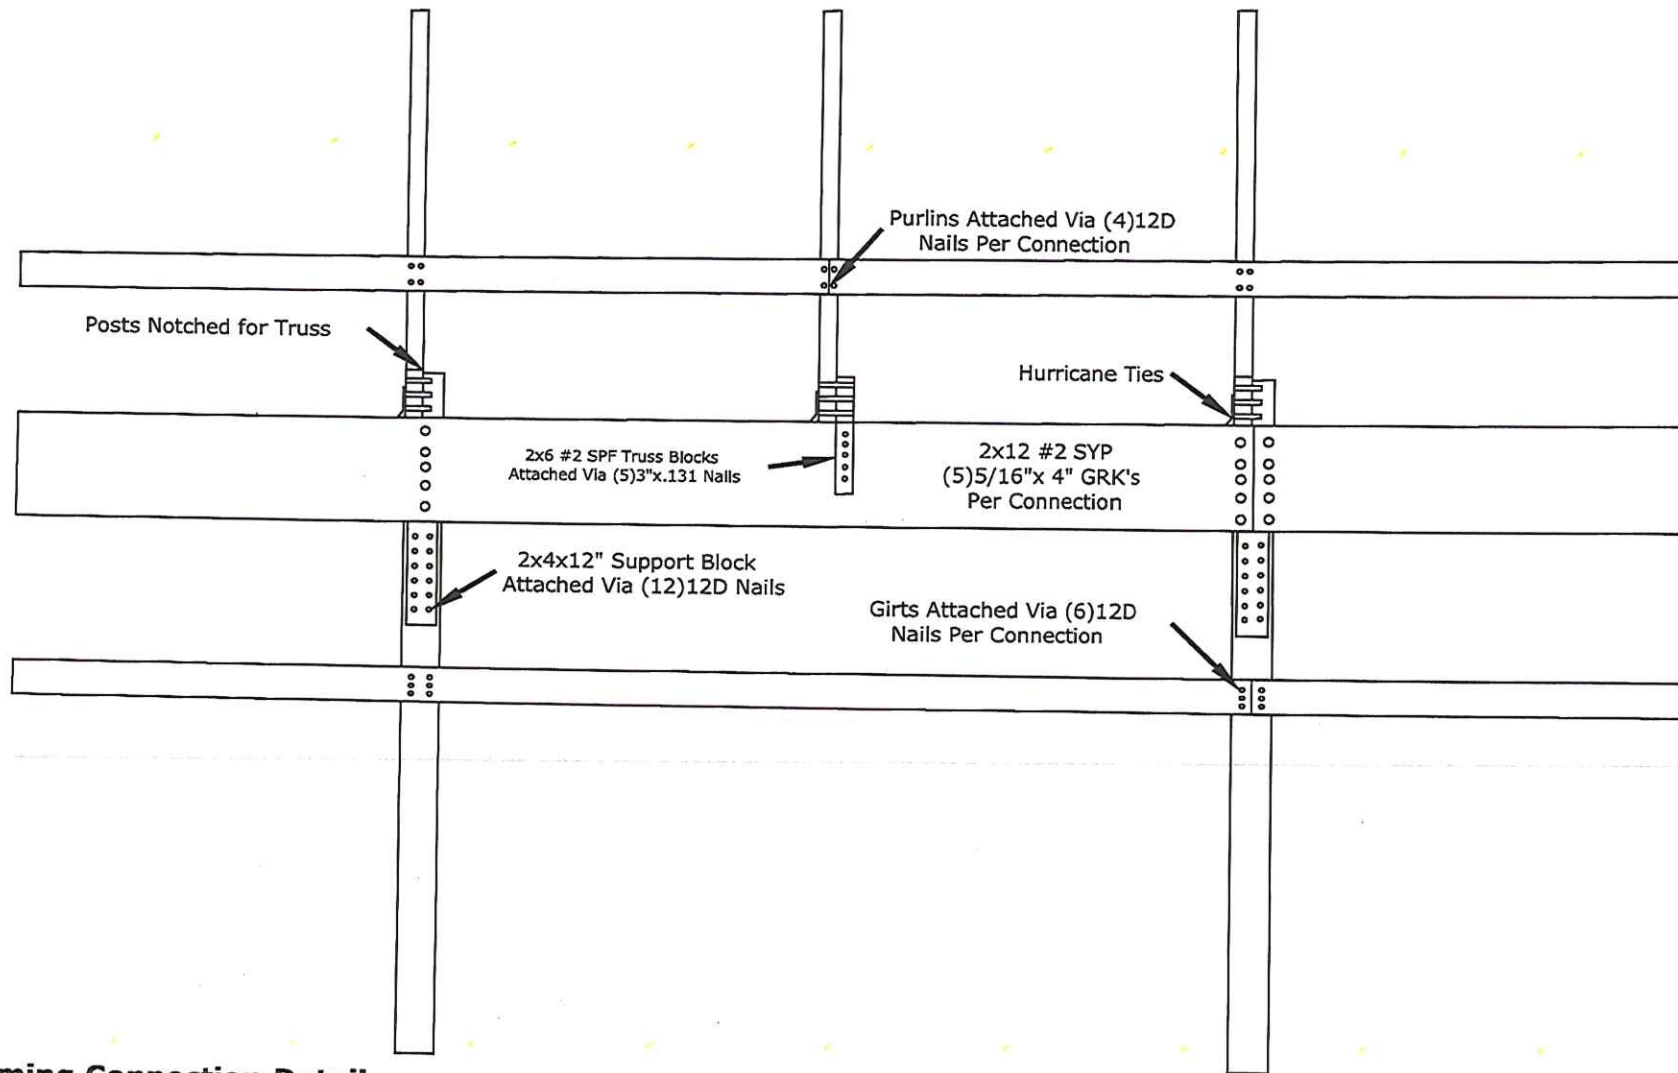 Purlins Attached Via (4)12D
Nails Per Connection
Posts Notched for Truss
Hurricane Ties
2x6 #2 SPF Truss Blocks
Attached Via (5)3"x.131 Nails
2x12 #2 SYP
(5)5/16"x 4" GRK's
Per Connection
2x4x12" Support Block
Attached Via (12)12D Nails
Girts Attached Via (6)12D
Nails Per Connection
Connection Detail